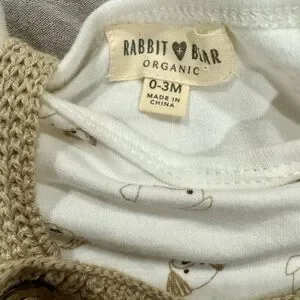 RABBIT BEAR
ORGANIC
0-3M
MADE IN
CHINA